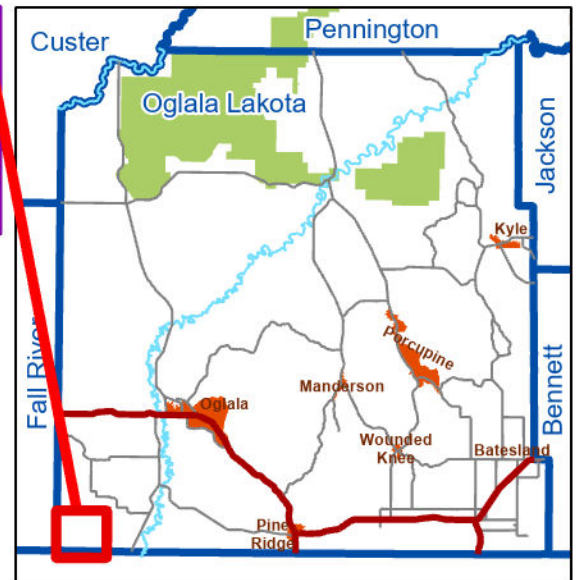 Custer
Pennington
Oglala Lakota
Jackson
Kyle
Porcupine
Fall River
Manderson
Oglala
Wounded
Knee
Batesland
Bennett
Pine
Ridge